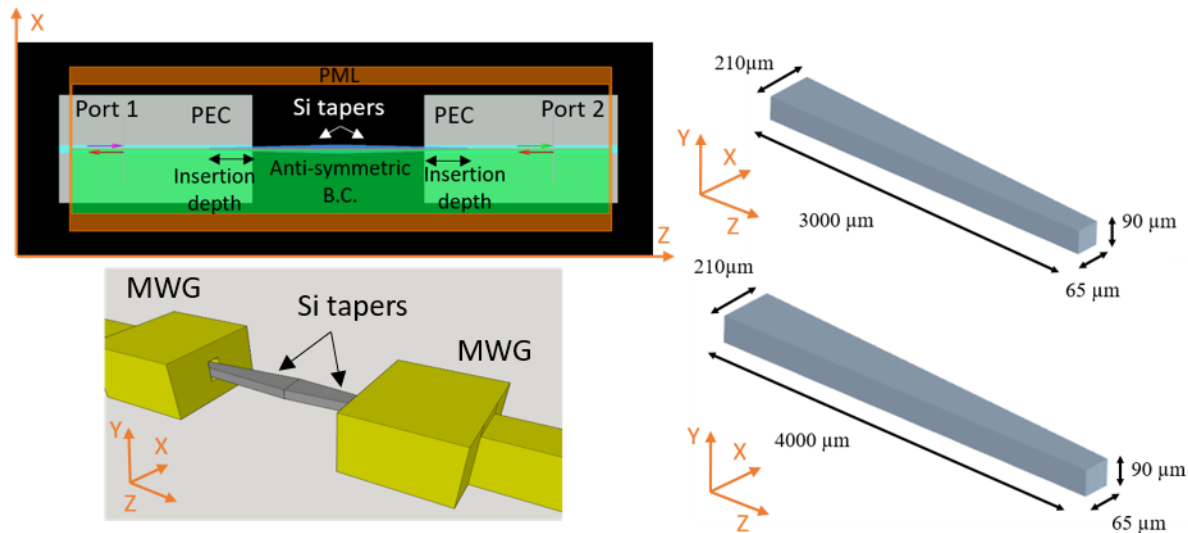 X
PML
Port 1
PEC
Si tapers
PEC
Port 2
Insertion
depth
Anti-symmetric
B.C.
Insertion
depth
Z
MWG
Si tapers
MWG
Y
X
Z
210µm
3000 µm
90 µm
65 µm
Y
X
Z
210µm
4000 µm
90 µm
65 µm
Y
X
Z